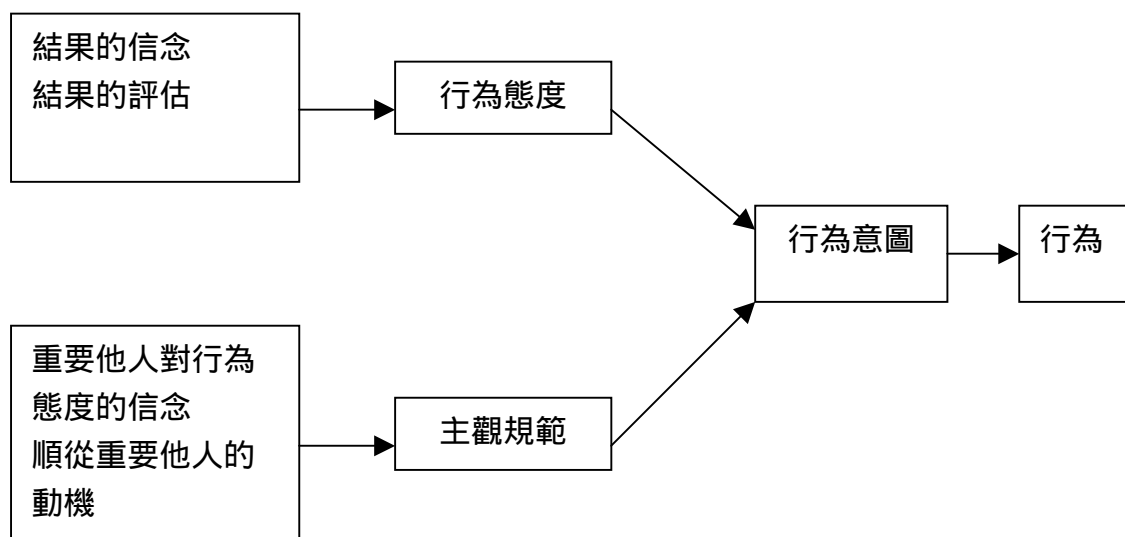 結果的信念
結果的評估
行為態度
行為意圖
行為
重要他人對行為
態度的信念
順從重要他人的
動機
主觀規範